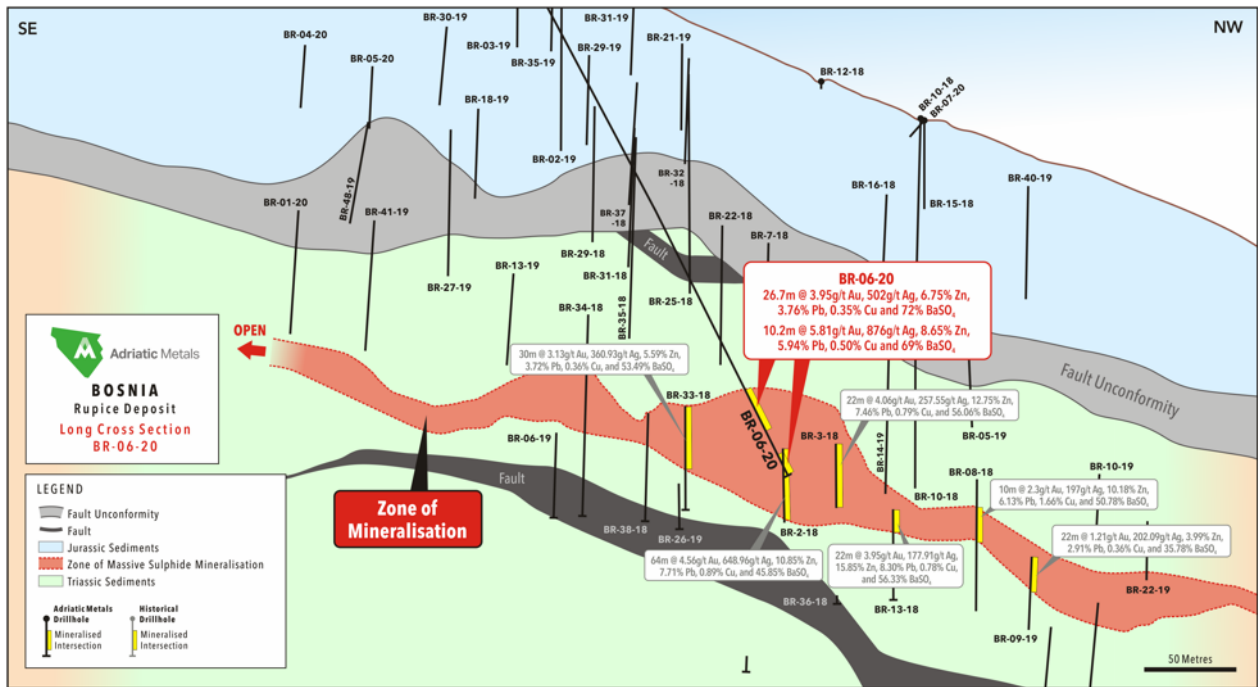 SE
NW
BR-30-19
BR-31-19
BR-04-20
BR-03-19
BR-21-19
BR-05-20
BR-35-19
BR-29-19
BR-12-18
BR-10-18
BR-07-20
BR-18-19
BR-02-19
BR-32
-18
BR-48-19
BR-16-18
BR-40-19
BR-01-20
BR-41-19
BR-37
-18
BR-22-18
BR-15-18
BR-7-18
Fault
BR-29-18
BR-13-19
BR-31-18
BR-27-19
BR-25-18
BR-34-18
BR-35-18
BR-06-20
26.7m @ 3.95g/t Au, 502g/t Ag, 6.75% Zn,
3.76% Pb, 0.35% Cu and 72% BaSO₄
10.2m @ 5.81g/t Au, 876g/t Ag, 8.65% Zn,
5.94% Pb, 0.50% Cu and 69% BaSO₄
OPEN
Adriatic Metals
BOSNIA
Rupice Deposit
Long Cross Section
BR-06-20
30m @ 3.13g/t Au, 360.93g/t Ag, 5.59% Zn,
3.72% Pb, 0.36% Cu, and 53.49% BaSO₄
Fault Unconformity
22m @ 4.06g/t Au, 257.55g/t Ag, 12.75% Zn,
7.46% Pb, 0.79% Cu, and 56.06% BaSO₄
BR-33-18
BR-06-20
BR-3-18
BR-06-19
BR-14-19
BR-05-19
Fault
BR-08-18
BR-10-19
BR-10-18
10m @ 2.3g/t Au, 197g/t Ag, 10.18% Zn,
6.13% Pb, 1.66% Cu, and 50.78% BaSO₄
Zone of
Mineralisation
BR-38-18
BR-26-19
BR-2-18
22m @ 1.21g/t Au, 202.09g/t Ag, 3.99% Zn,
2.91% Pb, 0.36% Cu, and 35.78% BaSO₄
64m @ 4.56g/t Au, 648.96g/t Ag, 10.85% Zn,
7.71% Pb, 0.89% Cu, and 45.85% BaSO₄
22m @ 3.95g/t Au, 177.91g/t Ag,
15.85% Zn, 8.30% Pb, 0.78% Cu, and
56.33% BaSO₄
BR-36-18
BR-13-18
BR-22-19
BR-09-19
50 Metres
LEGEND
Fault Unconformity
Fault
Jurassic Sediments
Zone of Massive Sulphide Mineralisation
Triassic Sediments
Adriatic Metals
Drillhole
Mineralised
Intersection
Historical
Drillhole
Mineralised
Intersection